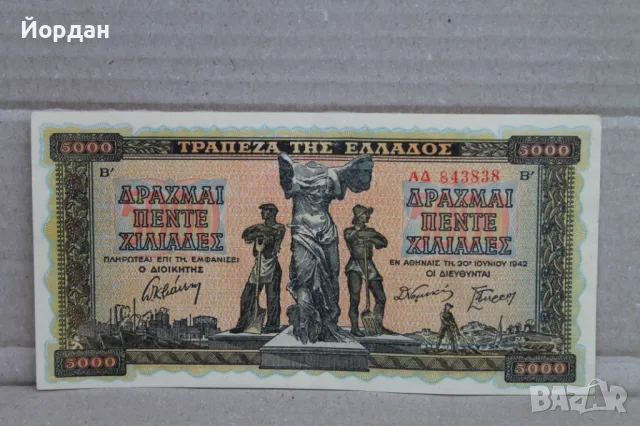 Йордан
5000
ΤΡΑΠΕΖΑ ΤΗΣ ΕΛΛΑΔΟΣ
5000
Β'
ΑΔ 843838
Β'
ΔΡΑΧΜΑΙ
ΠΕΝΤΕ
ΧΙΛΙΑΔΕΣ
ΠΛΗΡΩΤΕΑΙ ΕΠΙ ΤΗ ΕΜΦΑΝΙΣΕΙ
Ο ΔΙΟΙΚΗΤΗΣ
ΔΡΑΧΜΑΙ
ΠΕΝΤΕ
ΧΙΛΙΑΔΕΣ
ΕΝ ΑΘΗΝΑΙΣ ΤΗ 20ῃ ΙΟΥΝΙΟΥ 1942
ΟΙ ΔΙΕΥΘΥΝΤΑΙ
5000
5000
BAZAR